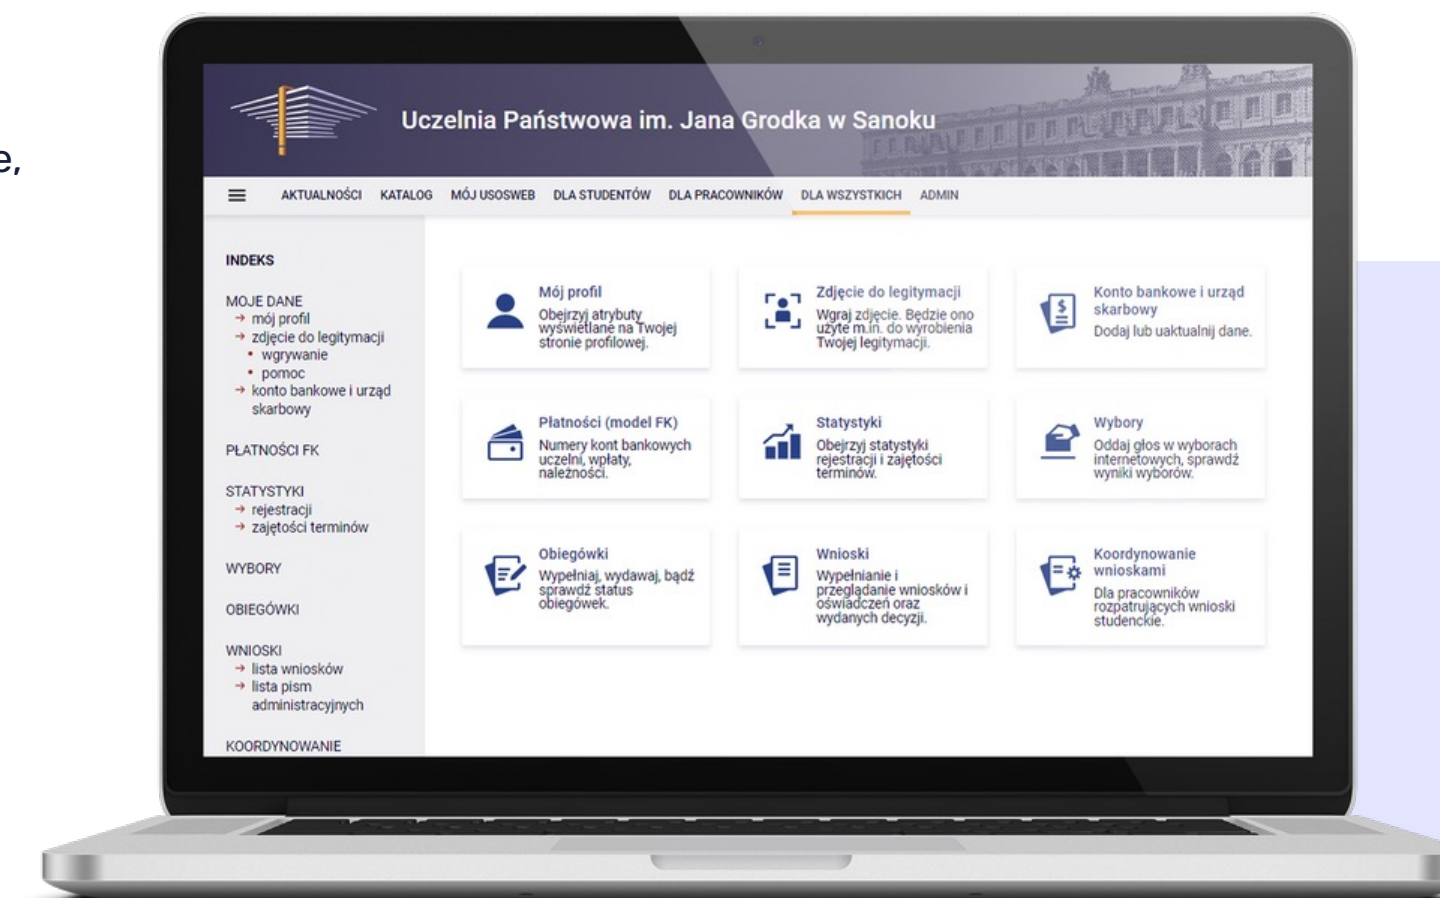 e,
Uczelnia Państwowa im. Jana Grodka w Sanoku
AKTUALNOŚCI KATALOG MÓJ USOSWEB DLA STUDENTÓW DLA PRACOWNIKÓW DLA WSZYSTKICH ADMIN
INDEKS
MOJE DANE
→ mój profil
→ zdjęcie do legitymacji
• wgrywanie
• pomoc
→ konto bankowe i urząd
skarbowy
PŁATNOŚCI FK
STATYSTYKI
→ rejestracji
→ zajętości terminów
WYBORY
OBIEGÓWKI
WNIOSKI
→ lista wniosków
→ lista pism
administracyjnych
KOORDYNOWANIE
Mój profil
Obejrzyj atrybuty
wyświetlane na Twojej
stronie profilowej.
Zdjęcie do legitymacji
Wgraj zdjęcie. Będzie ono
użyte m.in. do wyrobienia
Twojej legitymacji.
Konto bankowe i urząd
skarbowy
Dodaj lub uaktualnij dane.
Płatności (model FK)
Numery kont bankowych
uczelni, wpłaty,
należności.
Statystyki
Obejrzyj statystyki
rejestracji i zajętości
terminów.
Wybory
Oddaj głos w wyborach
internetowych, sprawdź
wyniki wyborów.
Obiegówki
Wypełniaj, wydawaj, bądź
sprawdź status
obiegówek.
Wnioski
Wypełnianie i
przeglądanie wniosków i
oświadczeń oraz
wydanych decyzji.
Koordynowanie
wnioskami
Dla pracowników
rozpatrujących wnioski
studenckie.